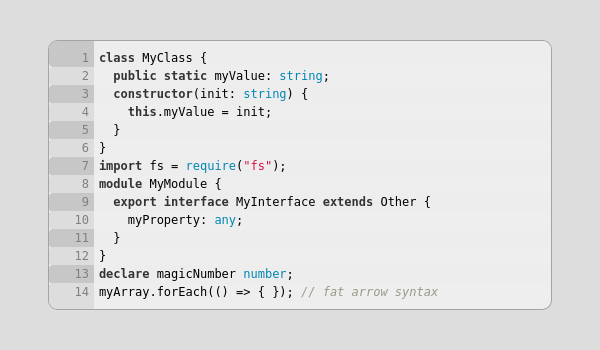 1 class MyClass {
2   public static myValue: string;
3   constructor(init: string) {
4     this.myValue = init;
5   }
6 }
7 import fs = require("fs");
8 module MyModule {
9   export interface MyInterface extends Other {
10     myProperty: any;
11   }
12 }
13 declare magicNumber number;
14 myArray.forEach(() => { }); // fat arrow syntax